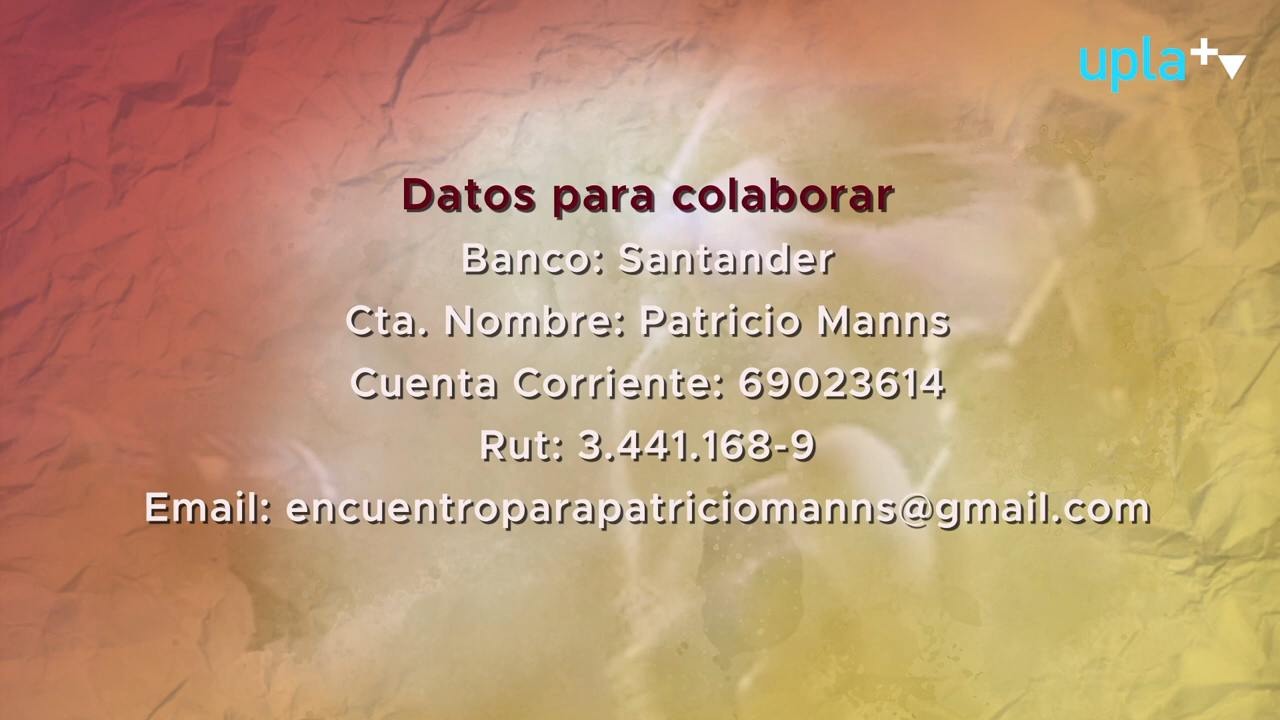 upla+
Datos para colaborar
Banco: Santander
Cta. Nombre: Patricio Manns
Cuenta Corriente: 69023614
Rut: 3.441.168-9
Email: encuentroparapatriciomanns@gmail.com